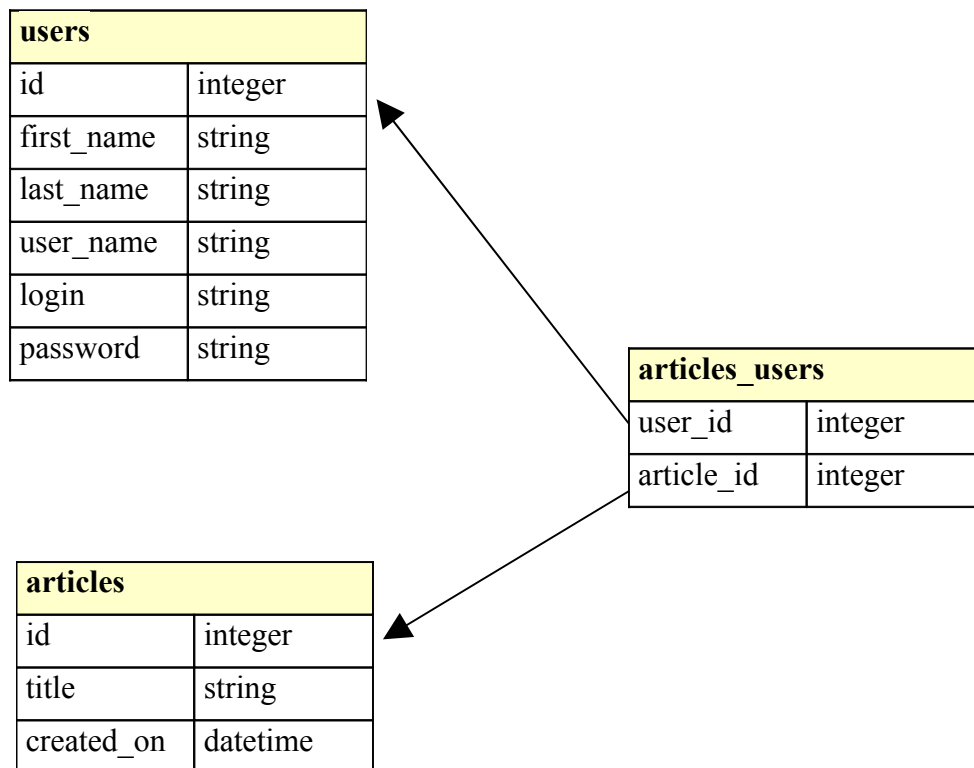 users
id integer
first_name string
last_name string
user_name string
login string
password string
articles_users
user_id integer
article_id integer
articles
id integer
title string
created_on datetime